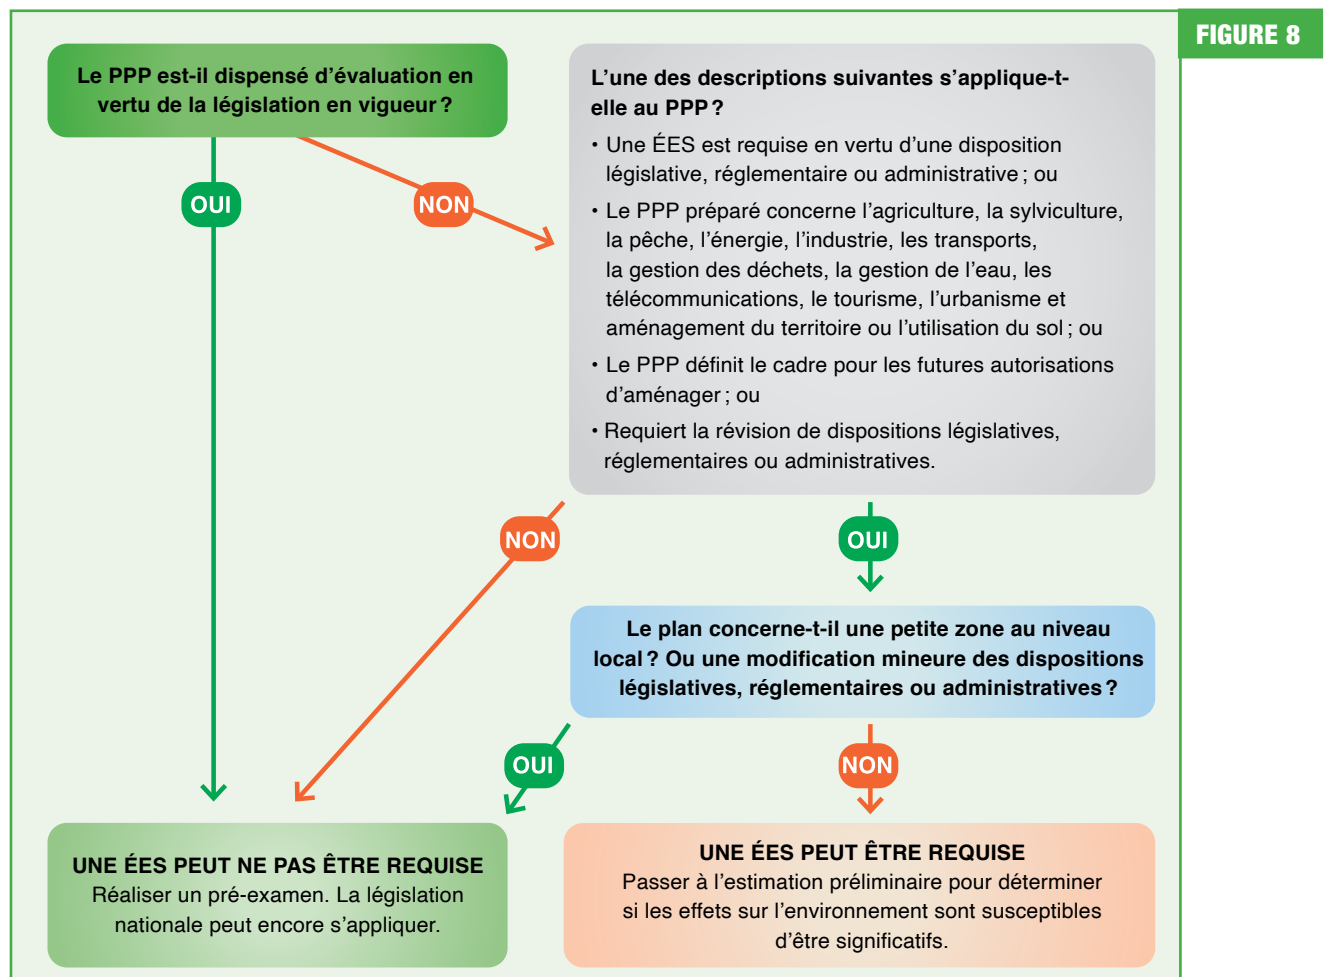 FIGURE 8
Le PPP est-il dispensé d’évaluation en
vertu de la législation en vigueur ?
OUI
NON
L’une des descriptions suivantes s’applique-t-
elle au PPP ?
• Une ÉES est requise en vertu d’une disposition
législative, réglementaire ou administrative ; ou
• Le PPP préparé concerne l’agriculture, la sylviculture,
la pêche, l’énergie, l’industrie, les transports,
la gestion des déchets, la gestion de l’eau, les
télécommunications, le tourisme, l’urbanisme et
aménagement du territoire ou l’utilisation du sol ; ou
• Le PPP définit le cadre pour les futures autorisations
d’aménager ; ou
• Requiert la révision de dispositions législatives,
réglementaires ou administratives.
NON
OUI
Le plan concerne-t-il une petite zone au niveau
local ? Ou une modification mineure des dispositions
législatives, réglementaires ou administratives ?
OUI
NON
UNE ÉES PEUT NE PAS ÊTRE REQUISE
Réaliser un pré-examen. La législation
nationale peut encore s’appliquer.
UNE ÉES PEUT ÊTRE REQUISE
Passer à l’estimation préliminaire pour déterminer
si les effets sur l’environnement sont susceptibles
d’être significatifs.